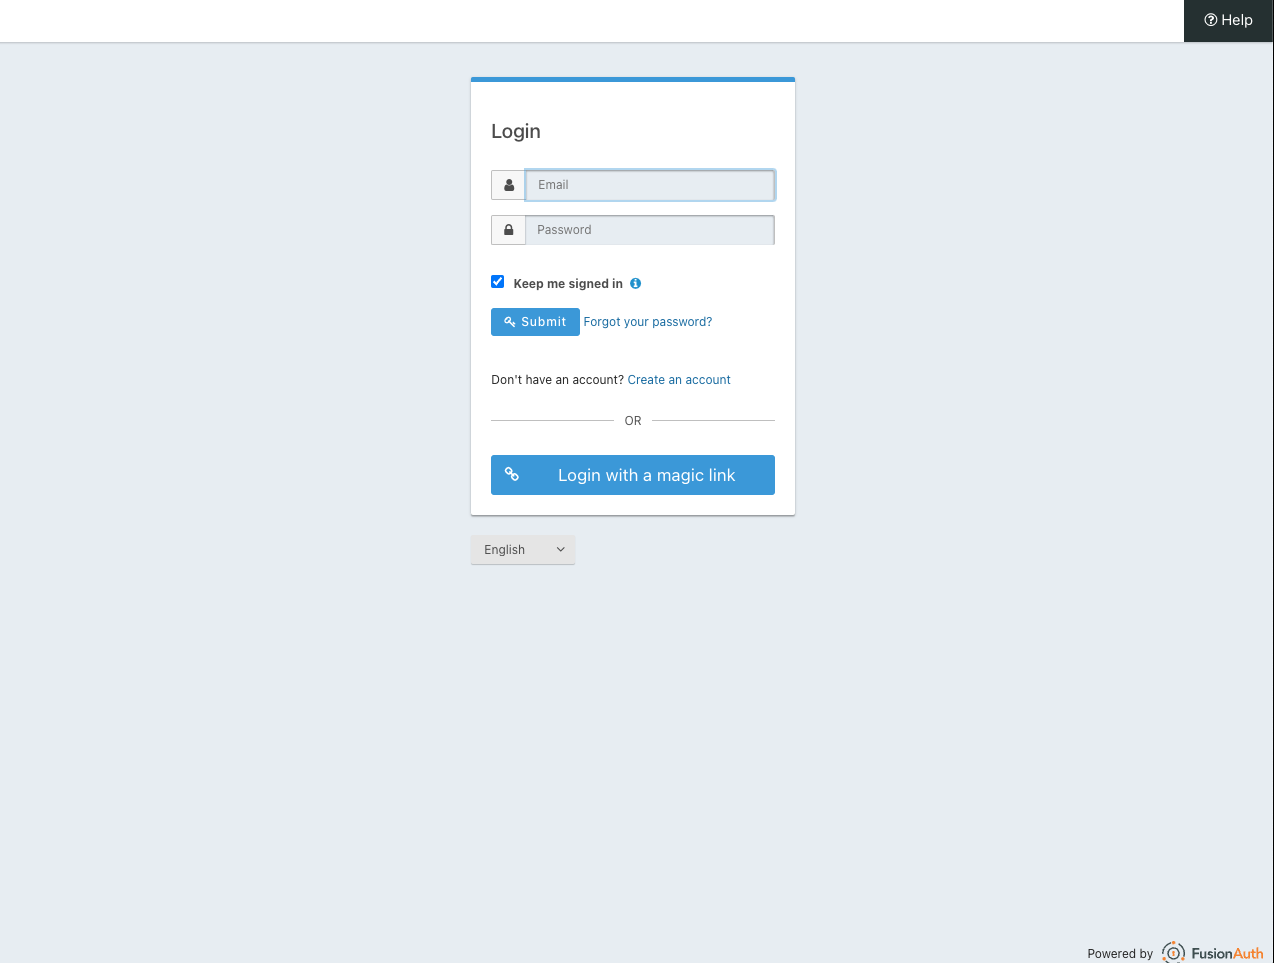 Help
Login
Email
Password
Keep me signed in
Submit Forgot your password?
Don't have an account? Create an account
OR
Login with a magic link
English
Powered by FusionAuth